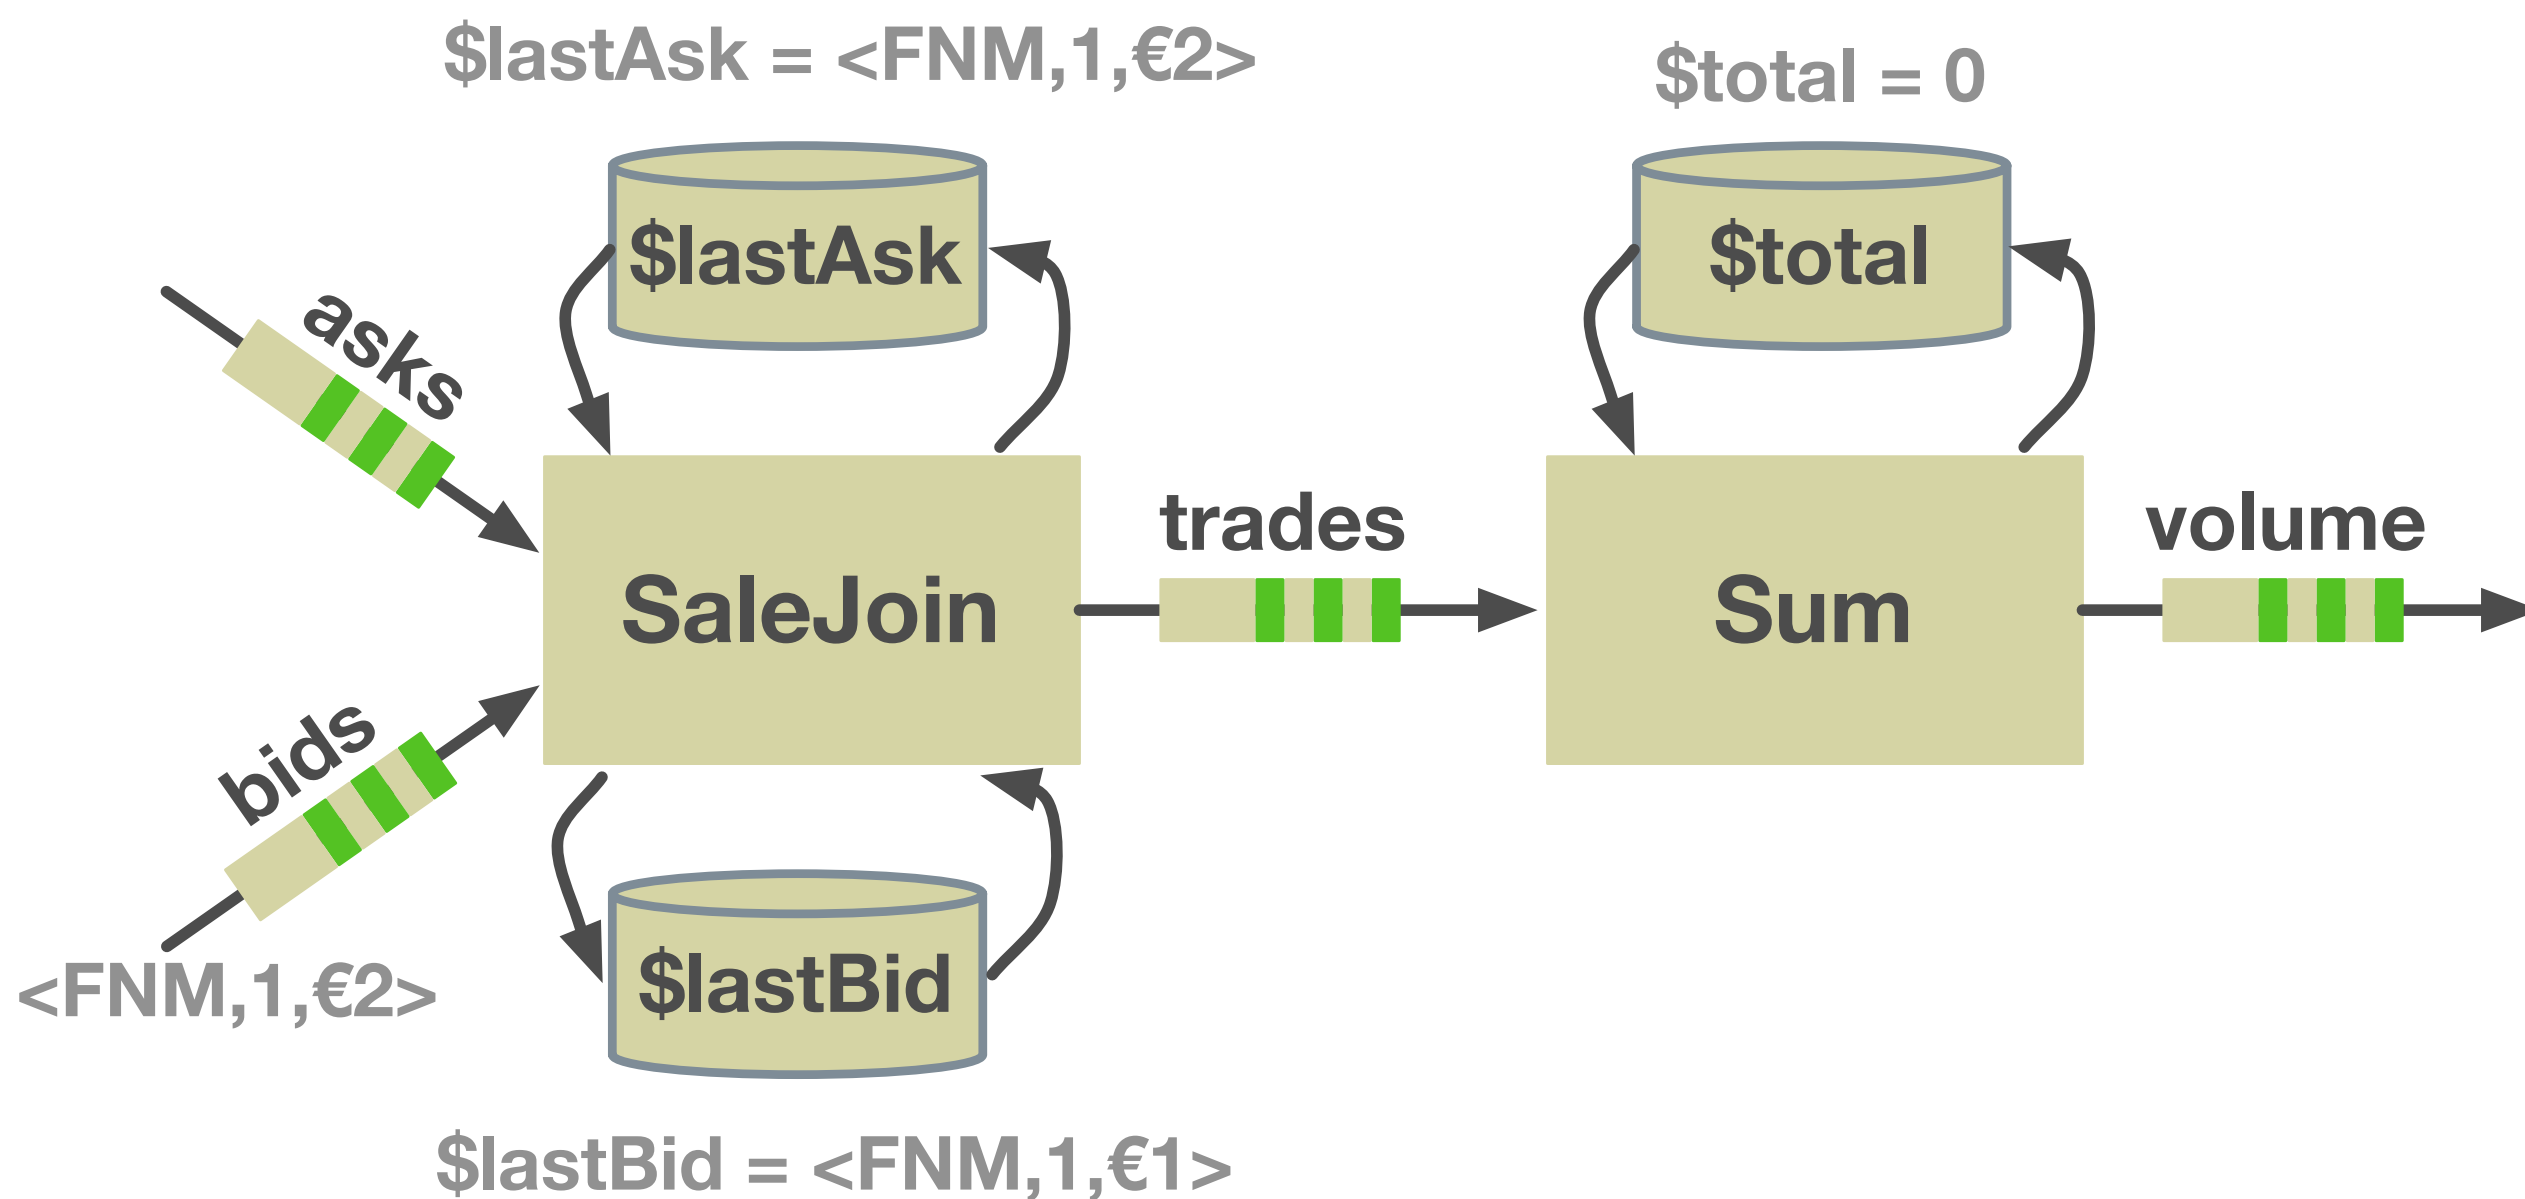 $lastAsk = <FNM,1,€2>
$total = 0
$lastAsk
$total
asks
trades
volume
SaleJoin
Sum
bids
<FNM,1,€2>
$lastBid
$lastBid = <FNM,1,€1>